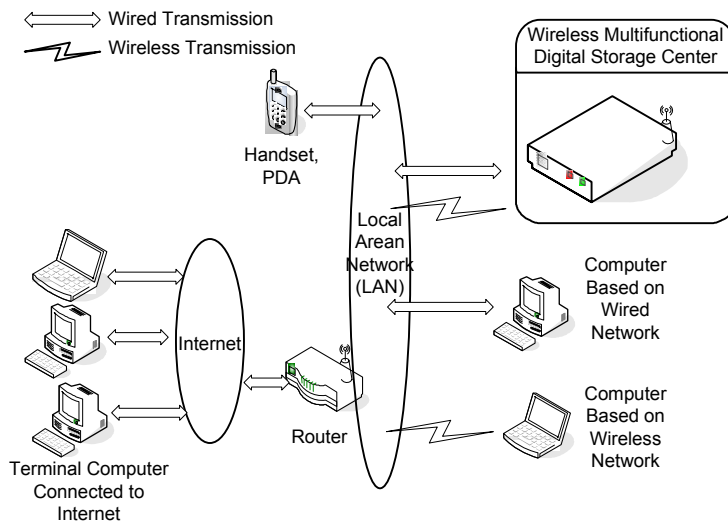 Wired Transmission
Wireless Transmission
Wireless Multifunctional
Digital Storage Center
Handset,
PDA
Local
Arean
Network
(LAN)
Computer
Based on
Wired
Network
Internet
Router
Computer
Based on
Wireless
Network
Terminal Computer
Connected to
Internet